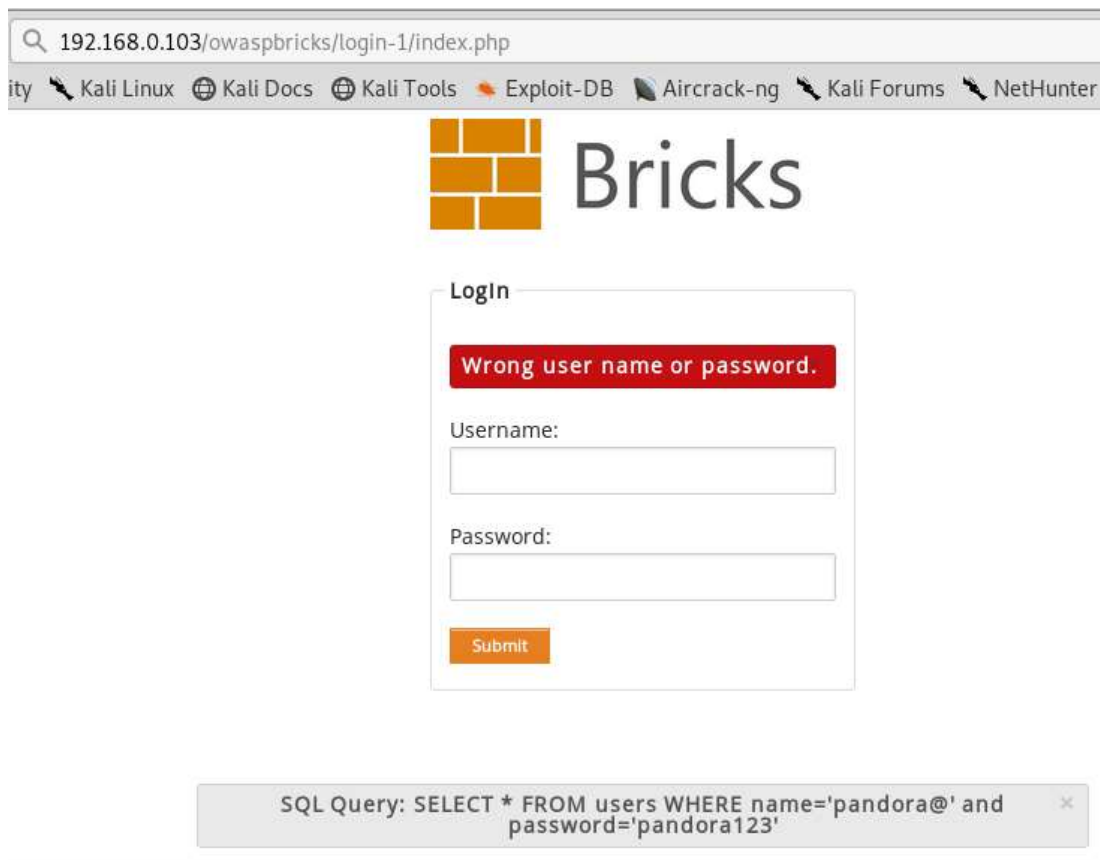 192.168.0.103/owaspbricks/login-1/index.php
ity Kali Linux Kali Docs Kali Tools Exploit-DB Aircrack-ng Kali Forums NetHunter
Bricks
LogIn
Wrong user name or password.
Username:
Password:
Submit
SQL Query: SELECT * FROM users WHERE name='pandora@' and
password='pandora123'